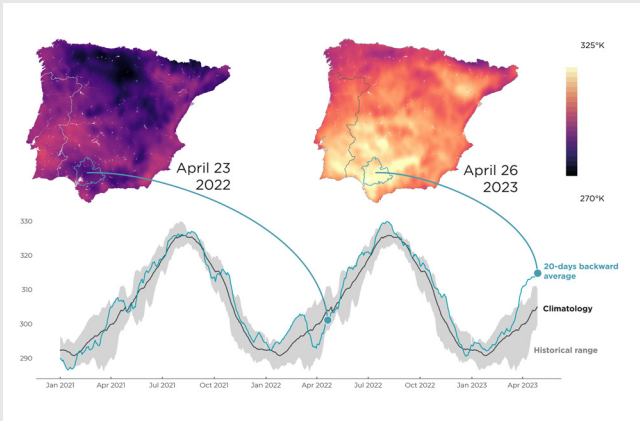 325°K
April 23
2022
April 26
2023
270°K
330
320
310
300
290
20-days backward
average
Climatology
Historical range
Jan 2021
Apr 2021
Jul 2021
Oct 2021
Jan 2022
Apr 2022
Jul 2022
Oct 2022
Jan 2023
Apr 2023